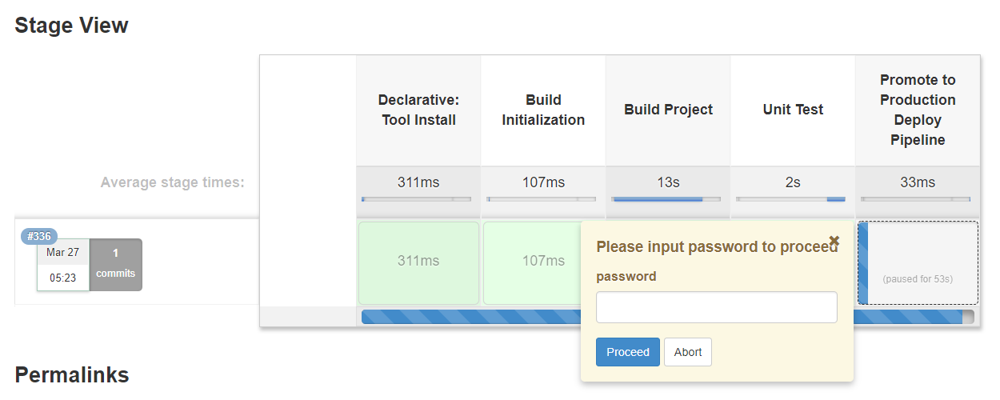 Stage View
Declarative:
Tool Install
Build
Initialization
Build Project
Unit Test
Promote to
Production
Deploy
Pipeline
Average stage times:
311ms
107ms
13s
2s
33ms
#336
Mar 27
05:23
1
commits
311ms
107ms
Please input password to proceed
password
Proceed
Abort
(paused for 53s)
Permalinks